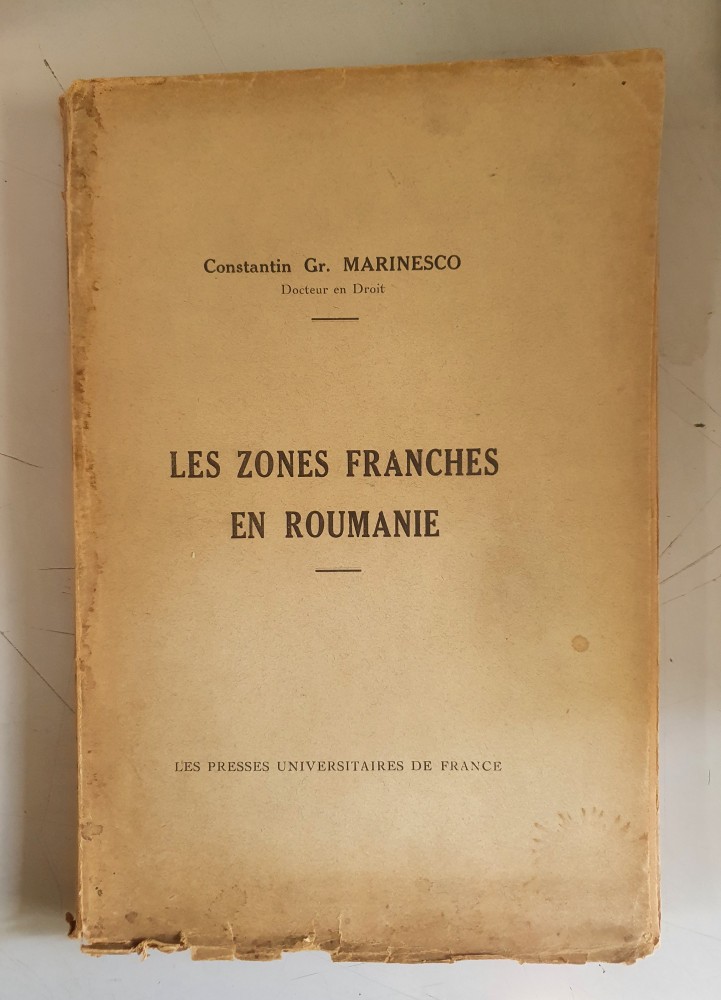 Constantin Gr. MARINESCO
Docteur en Droit
LES ZONES FRANCHES
EN ROUMANIE
LES PRESSES UNIVERSITAIRES DE FRANCE